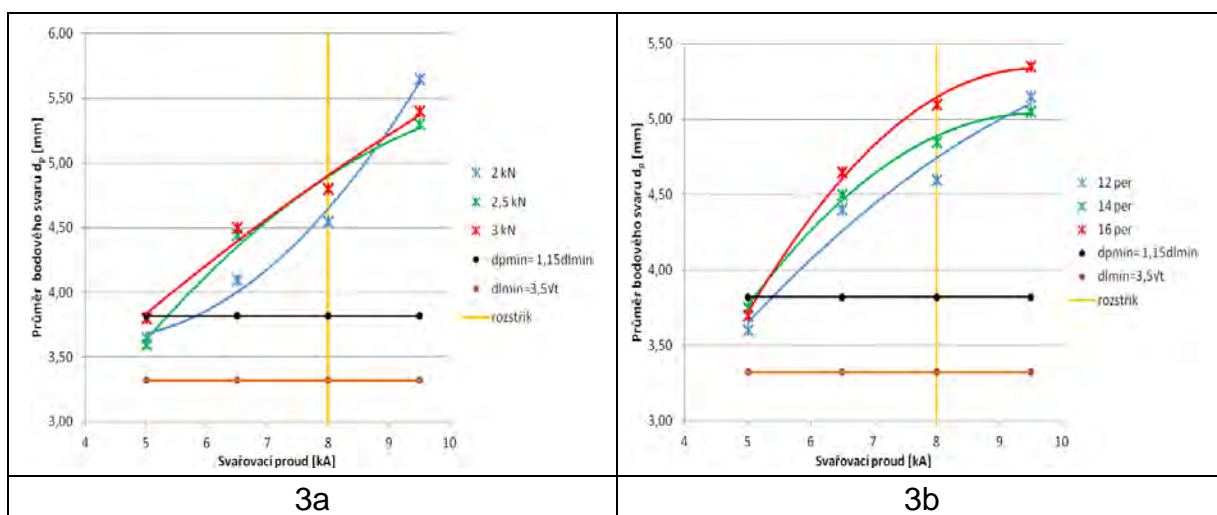 6,00
5,50
5,00
4,50
4,00
3,50
3,00
Průměr bodového svaru dₚ [mm]
4 5 6 7 8 9 10
Svařovací proud [kA]
2 kN
2,5 kN
3 kN
dpmin= 1,15dlmin
dlmin=3,5√t
rozstřik
3a
5,50
5,00
4,50
4,00
3,50
3,00
Průměr bodového svaru dₚ [mm]
4 5 6 7 8 9 10
Svařovací proud [kA]
12 per
14 per
16 per
dpmin= 1,15dlmin
dlmin=3,5√t
rozstřik
3b